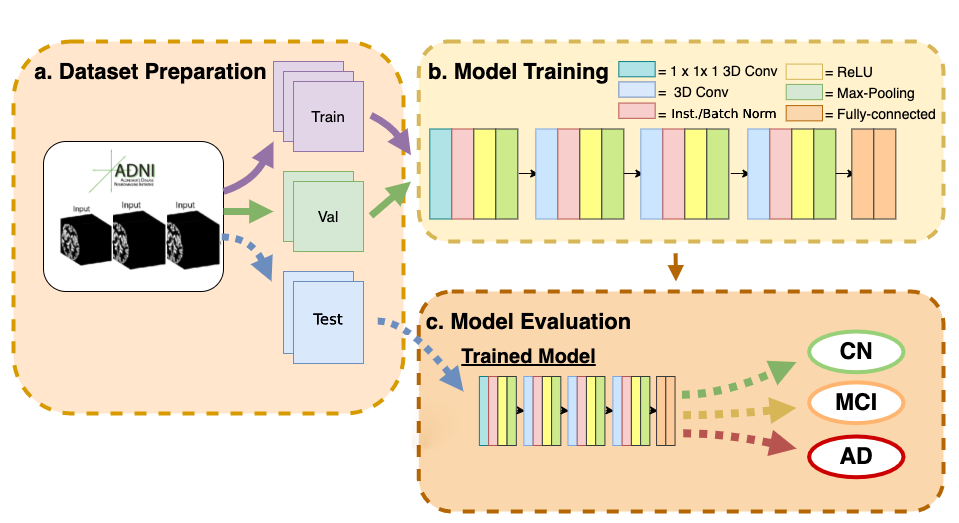 a. Dataset Preparation
Train
ADNI
ALZHEIMER'S DISEASE
NEUROIMAGING INITIATIVE
Input
Input
Input
Val
Test
b. Model Training
= 1 x 1x 1 3D Conv
= 3D Conv
= Inst./Batch Norm
= ReLU
= Max-Pooling
= Fully-connected
c. Model Evaluation
Trained Model
CN
MCI
AD